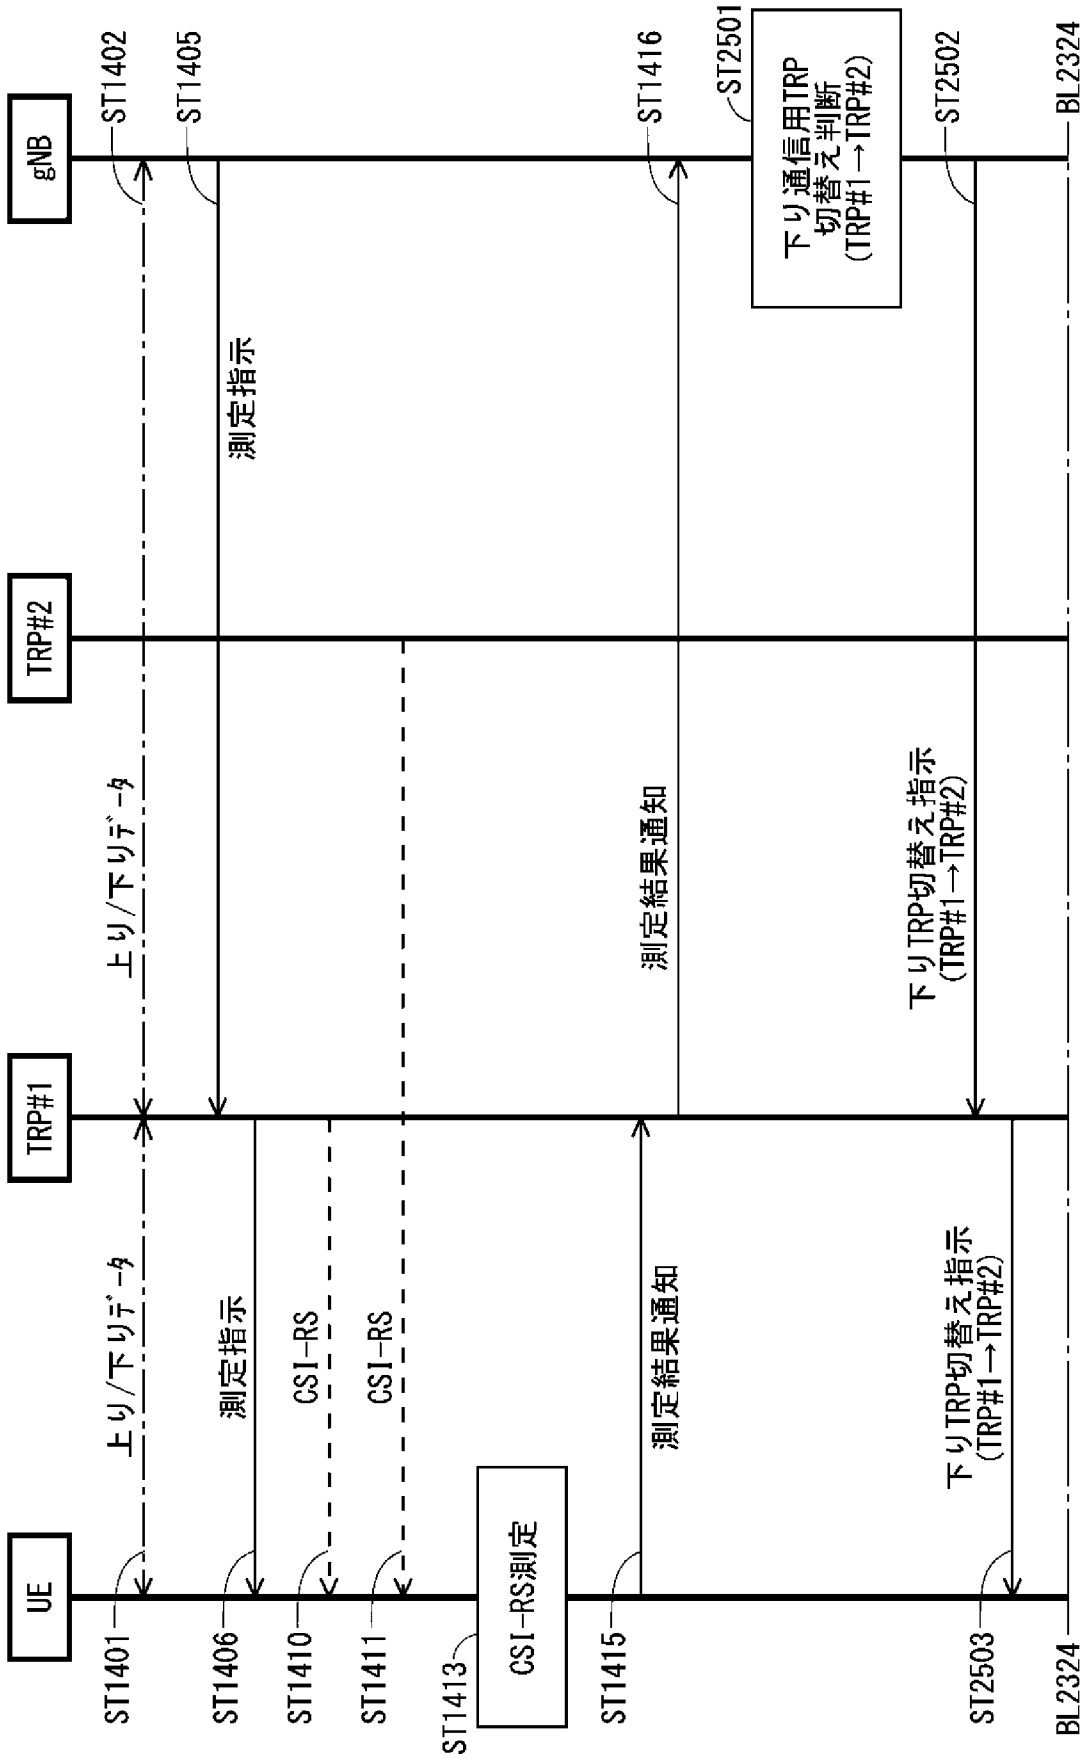 UE
TRP#1
TRP#2
gNB
ST1401
上り/下りデータ
上り/下りデータ
ST1402
測定指示
ST1405
ST1406
測定指示
ST1410
CSI-RS
ST1411
CSI-RS
ST1413
CSI-RS測定
ST1415
測定結果通知
測定結果通知
ST1416
ST2501
下り通信用TRP
切替え判断
(TRP#1→TRP#2)
下りTRP切替え指示
(TRP#1→TRP#2)
ST2502
ST2503
下りTRP切替え指示
(TRP#1→TRP#2)
BL2324
BL2324